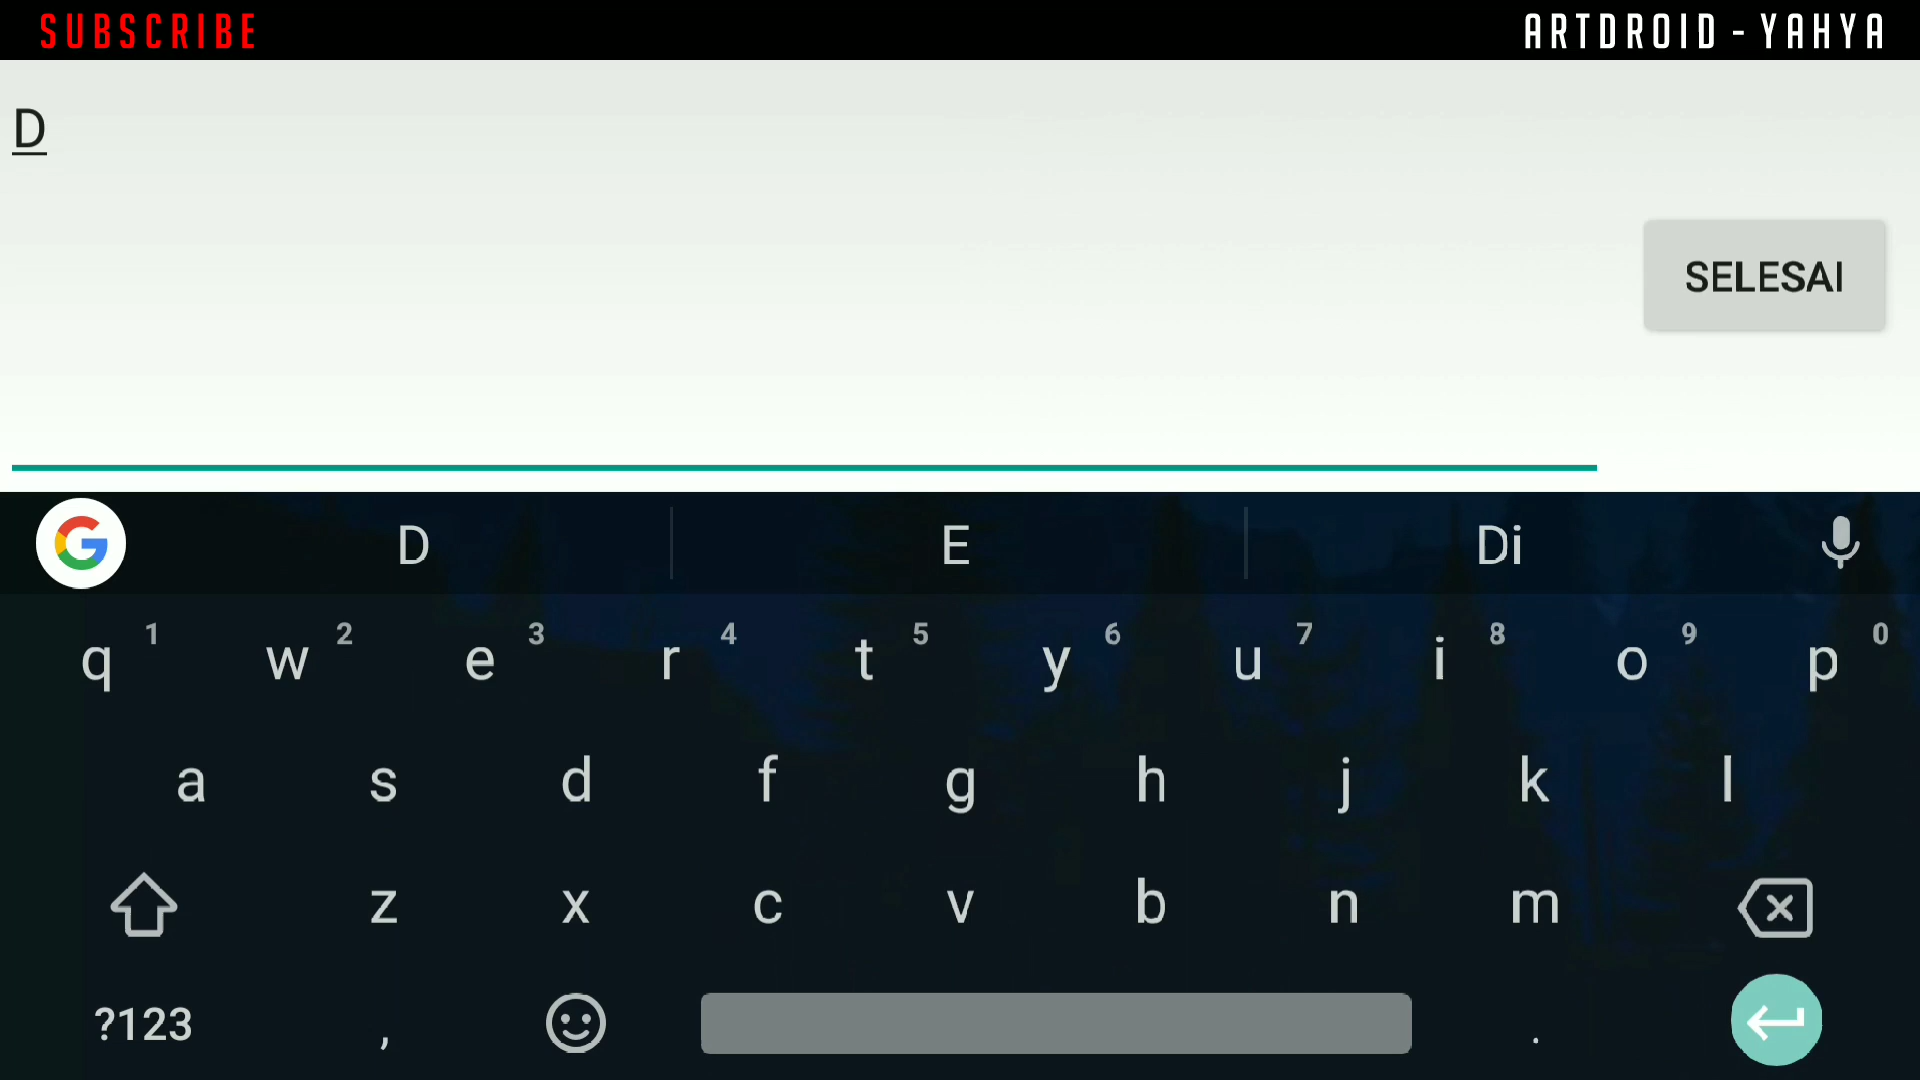 SUBSCRIBE ARTDROID - YAHYA
D
SELESAI
D E Di
q 1 w 2 e 3 r 4 t 5 y 6 u 7 i 8 o 9 p 0
a s d f g h j k l
z x c v b n m
?123 , .